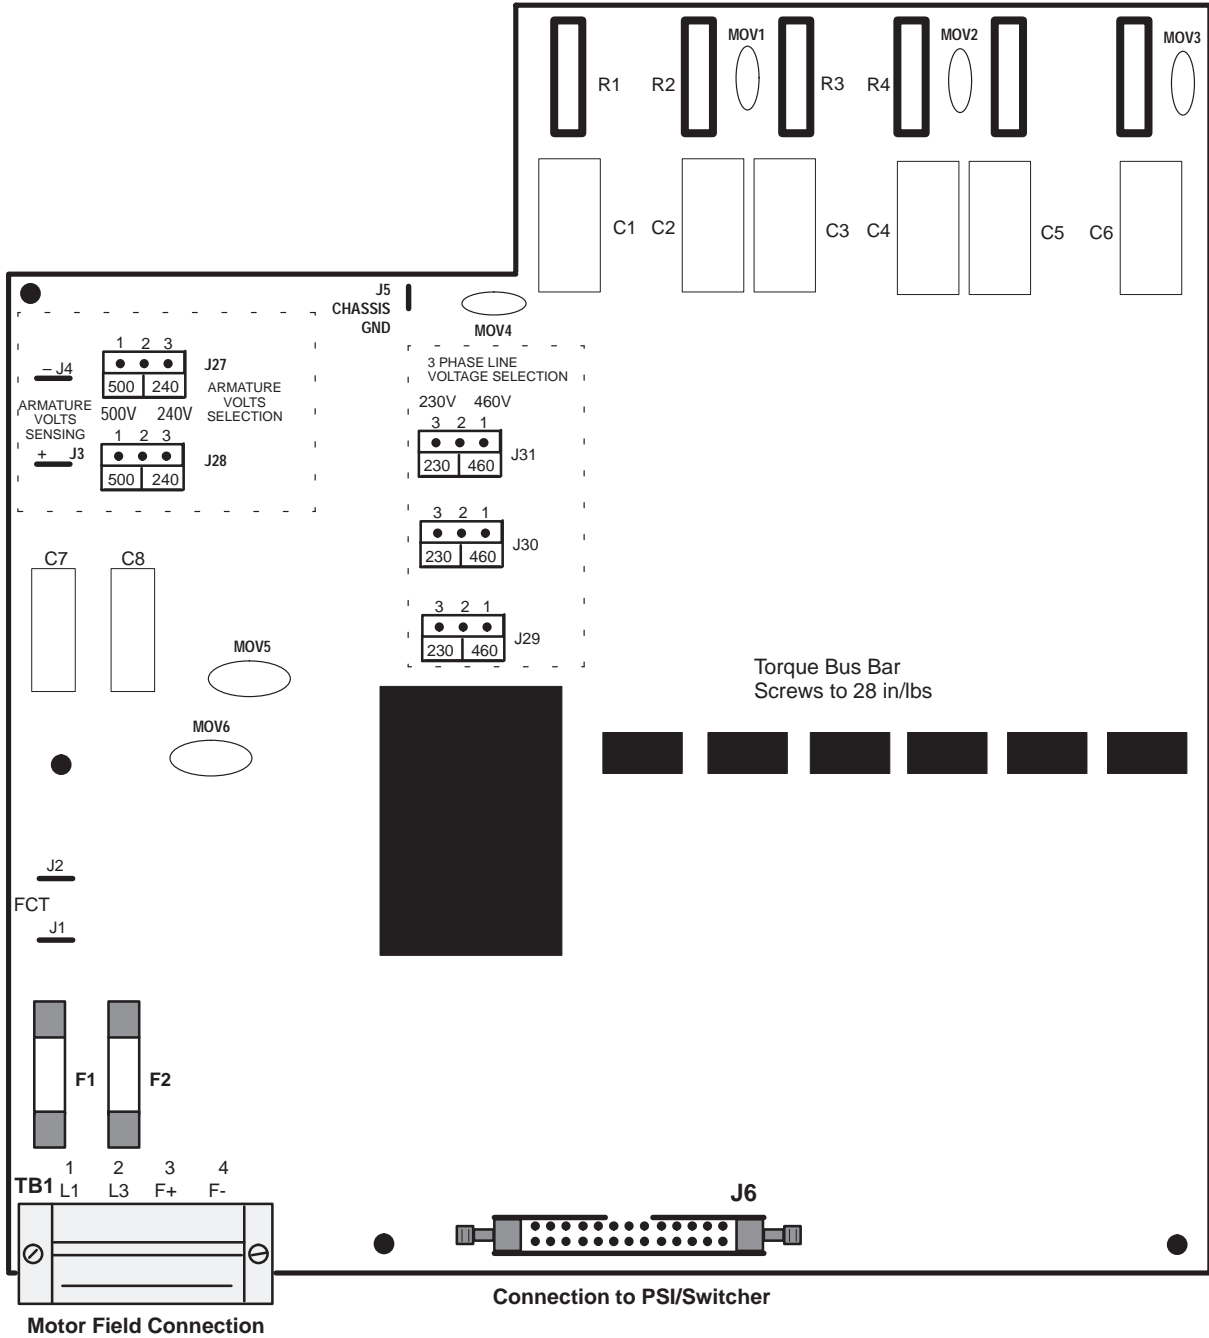 MOV1 MOV2 MOV3
R1 R2 R3 R4
C1 C2 C3 C4 C5 C6
J5
CHASSIS
GND
MOV4
– J4
1 2 3
J27
500 240
ARMATURE
VOLTS
SELECTION
500V 240V
ARMATURE
VOLTS
SENSING
+ J3
1 2 3
J28
500 240
3 PHASE LINE
VOLTAGE SELECTION
230V 460V
3 2 1
J31
230 460
3 2 1
J30
230 460
3 2 1
J29
230 460
C7 C8
MOV5
MOV6
Torque Bus Bar
Screws to 28 in/lbs
J2
FCT
J1
F1 F2
1 2 3 4
TB1 L1 L3 F+ F-
J6
Connection to PSI/Switcher
Motor Field Connection